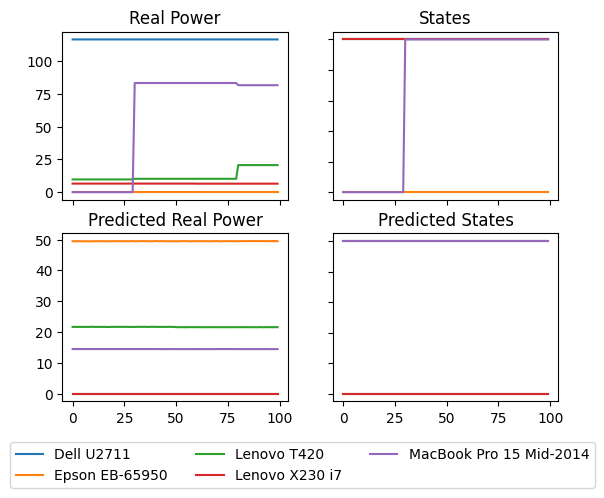 Real Power
States
100
75
50
25
0
Predicted Real Power
Predicted States
50
40
30
20
10
0
0 25 50 75 100
0 25 50 75 100
Dell U2711
Epson EB-65950
Lenovo T420
Lenovo X230 i7
MacBook Pro 15 Mid-2014